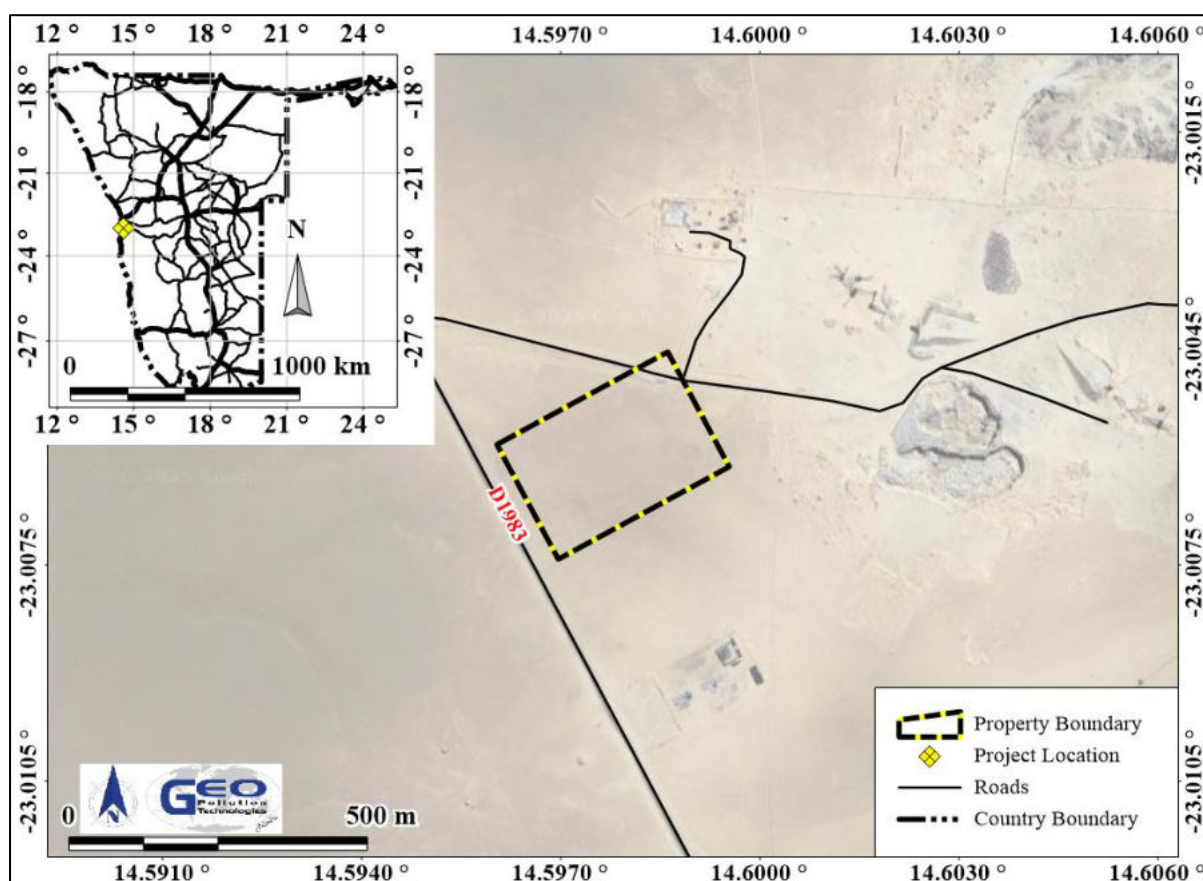 12 ° 15 ° 18 ° 21 ° 24 °
14.5970 ° 14.6000 ° 14.6030 ° 14.6060 °
-18 ° -18 °
-21 ° -21 °
-24 ° -24 °
-27 ° -27 °
N
0 1000 km
12 ° 15 ° 18 ° 21 ° 24 °
-23.0015 °
-23.0045 °
-23.0075 ° -23.0075 °
-23.0105 ° -23.0105 °
D1983
Property Boundary
Project Location
Roads
Country Boundary
GEO
Pollution
Technologies
0 500 m
14.5910 ° 14.5940 ° 14.5970 ° 14.6000 ° 14.6030 ° 14.6060 °